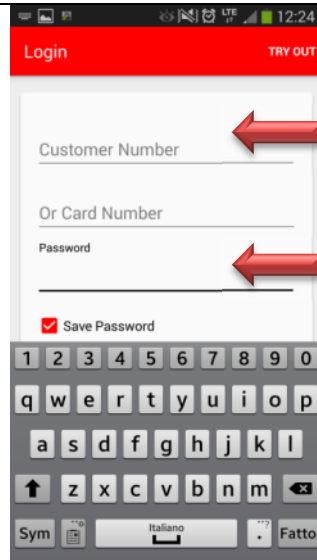 LTE 12:24
Login TRY OUT
Customer Number
Or Card Number
Password
Save Password
1 2 3 4 5 6 7 8 9 0
q w e r t y u i o p
a s d f g h j k l
z x c v b n m
Sym Italiano . Fatto